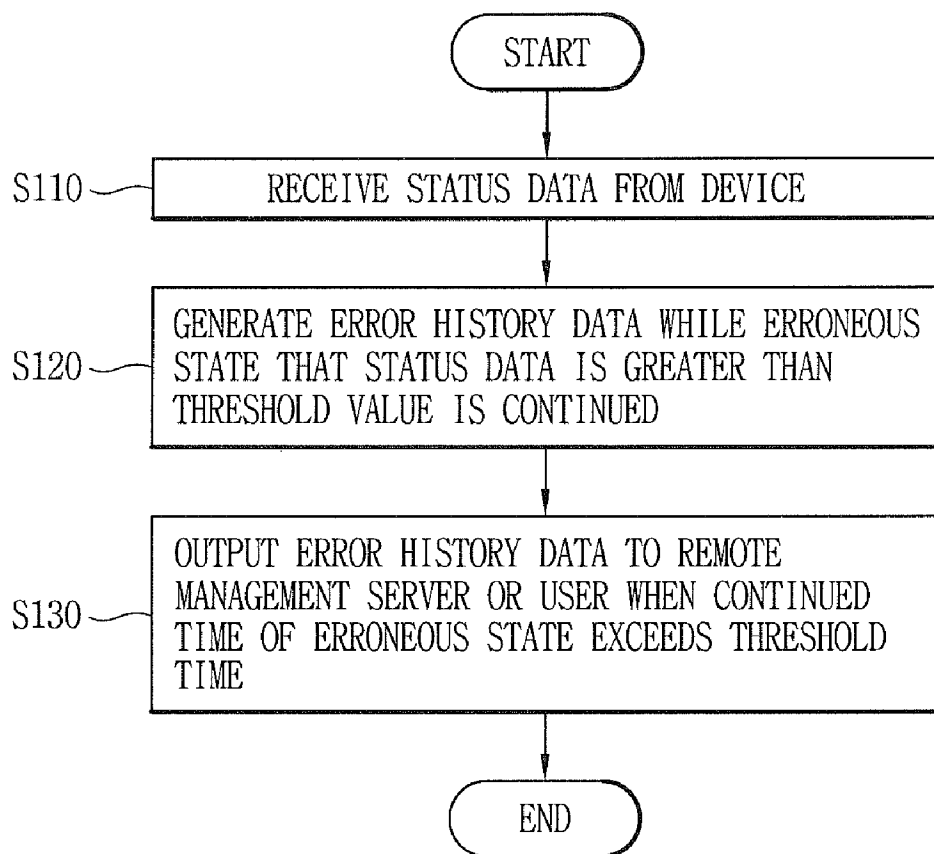 START
S110
RECEIVE STATUS DATA FROM DEVICE
S120
GENERATE ERROR HISTORY DATA WHILE ERRONEOUS
STATE THAT STATUS DATA IS GREATER THAN
THRESHOLD VALUE IS CONTINUED
S130
OUTPUT ERROR HISTORY DATA TO REMOTE
MANAGEMENT SERVER OR USER WHEN CONTINUED
TIME OF ERRONEOUS STATE EXCEEDS THRESHOLD
TIME
END